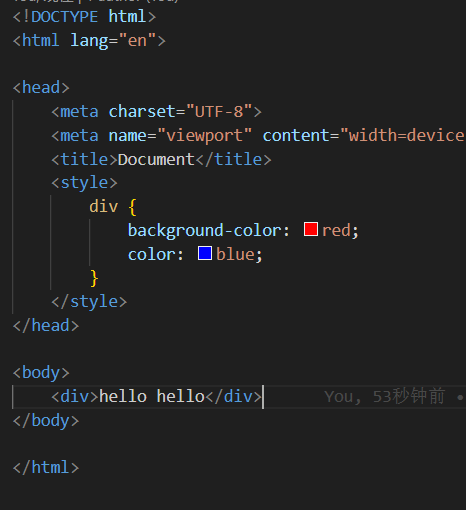 <!DOCTYPE html>
<html lang="en">
<head>
<meta charset="UTF-8">
<meta name="viewport" content="width=device
<title>Document</title>
<style>
div {
background-color: red;
color: blue;
}
</style>
</head>
<body>
<div>hello hello</div> You, 53秒钟前 •
</body>
</html>